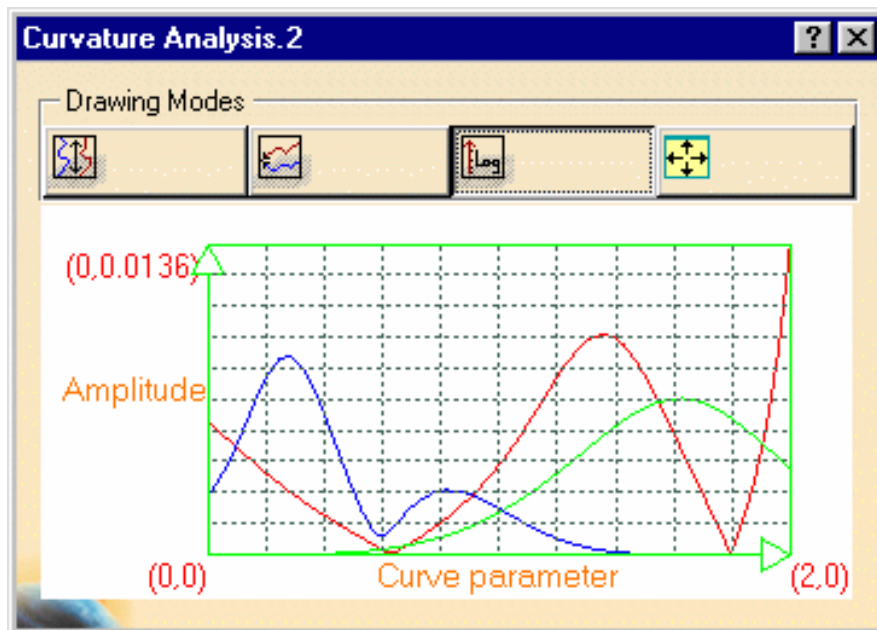 Curvature Analysis.2
Drawing Modes
Log
(0,0.0136)
Amplitude
(0,0)
Curve parameter
(2,0)